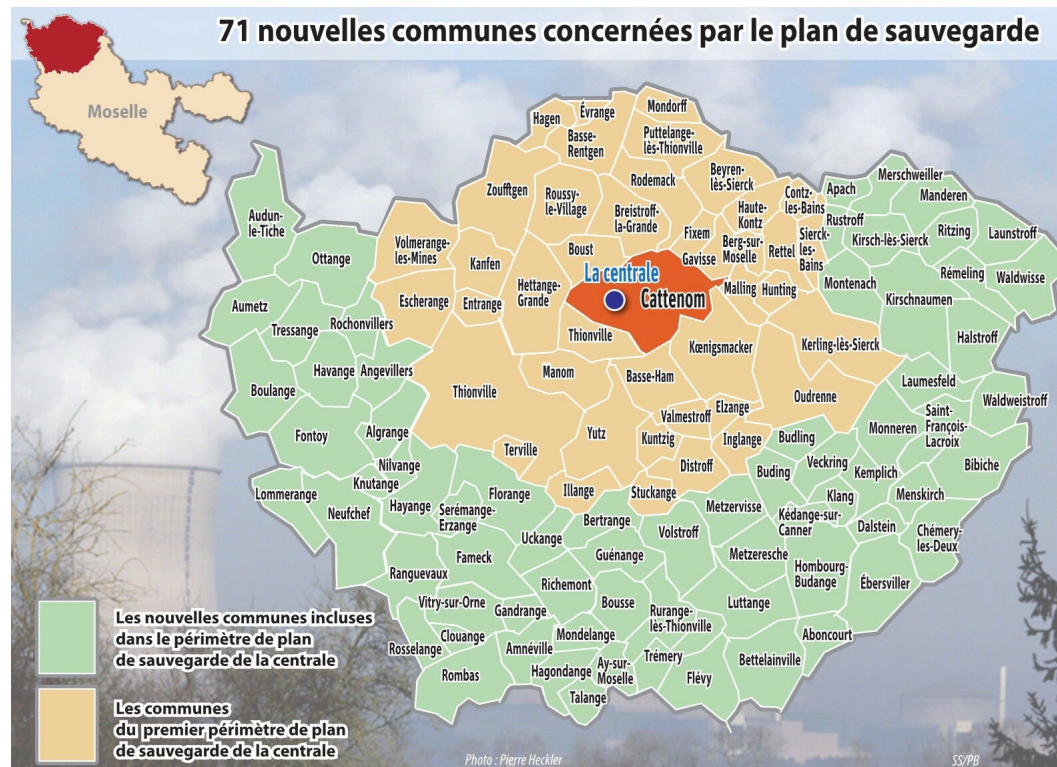 71 nouvelles communes concernées par le plan de sauvegarde
Moselle
Hagen
Évrange
Mondorff
Basse-
Rentgen
Puttelange-
lès-Thionville
Zoufftgen
Roussy-
le-Village
Rodemack
Beyren-
lès-Sierck
Breistroff-
la-Grande
Haute-
Kontz
Contz-
les-Bains
Apach
Merschweiller
Manderen
Rustroff
Kirsch-lès-Sierck
Ritzing
Launstroff
Audun-
le-Tiche
Ottange
Volmerange-
les-Mines
Kanfen
Boust
Fixem
Gavisse
Berg-sur-
Moselle
Rettel
Sierck-
les-
Bains
Montenach
Rémeling
Waldwisse
Kirschnaumen
Aumetz
Tressange
Rochonvillers
Escherange
Entrange
Hettange-
Grande
La centrale
Cattenom
Malling
Hunting
Halstroff
Thionville
Kœnigsmacker
Kerling-lès-Sierck
Boulange
Havange
Angevillers
Thionville
Manom
Basse-Ham
Oudrenne
Laumesfeld
Waldweistroff
Fontoy
Algrange
Nilvange
Knutange
Terville
Yutz
Valmestroff
Elzange
Kuntzig
Inglange
Distroff
Budling
Monneren
Saint-
François-
Lacroix
Bibiche
Buding
Veckring
Kemplich
Menskirch
Lommerange
Neufchef
Hayange
Serémange-
Erzange
Florange
Illange
Stuckange
Metzervisse
Klang
Kédange-sur-
Canner
Dalstein
Chémery-
les-Deux
Uckange
Bertrange
Volstroff
Guénange
Metzeresche
Hombourg-
Budange
Ébersviller
Ranguevaux
Fameck
Richemont
Bousse
Luttange
Vitry-sur-Orne
Gandrange
Rurange-
lès-Thionville
Aboncourt
Rosselange
Clouange
Amnéville
Mondelange
Trémery
Bettelainville
Rombas
Hagondange
Ay-sur-
Moselle
Flévy
Talange
Les nouvelles communes incluses
dans le périmètre de plan
de sauvegarde de la centrale
Les communes
du premier périmètre de plan
de sauvegarde de la centrale
Photo : Pierre Heckler
SS/PB